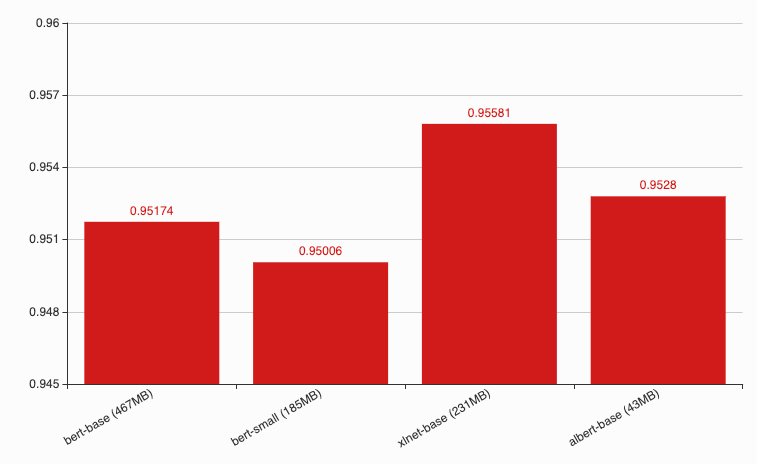 0.96
0.957
0.954
0.951
0.948
0.945
0.95174
0.95006
0.95581
0.9528
bert-base (467MB)
bert-small (185MB)
xlnet-base (231MB)
albert-base (43MB)